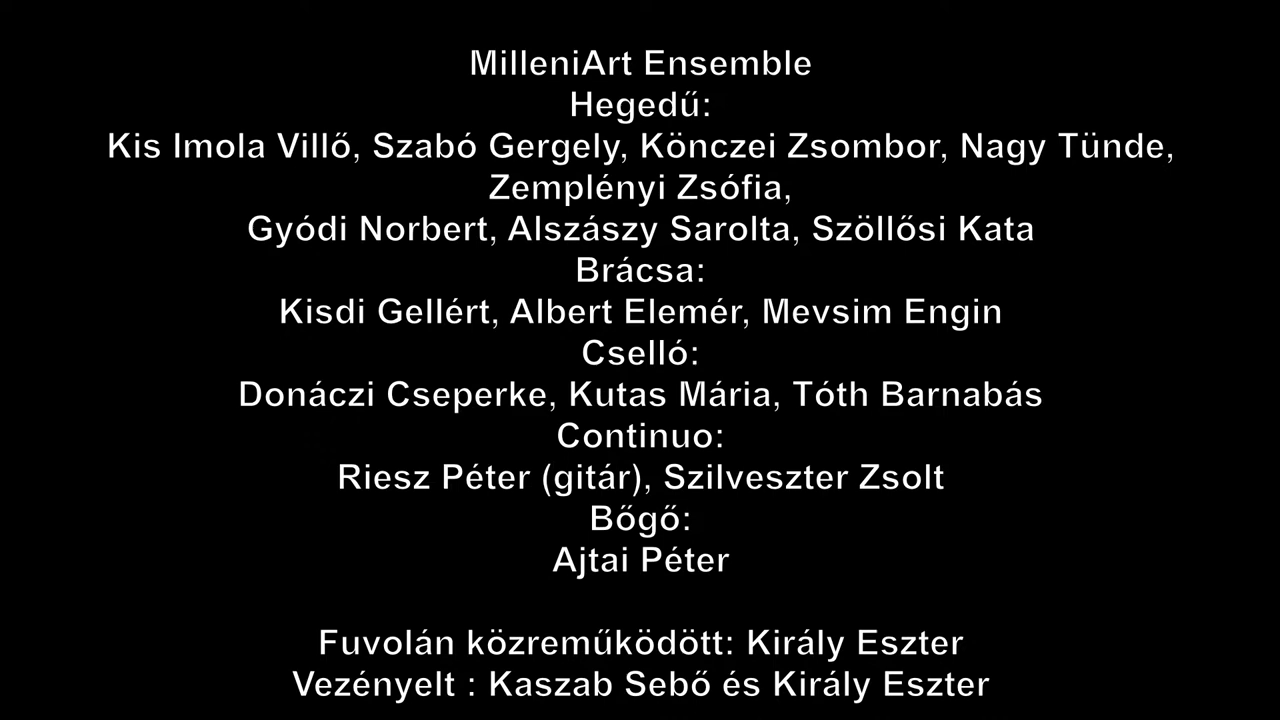 MilleniArt Ensemble
Hegedű:
Kis Imola Villő, Szabó Gergely, Könczei Zsombor, Nagy Tünde,
Zemplényi Zsófia,
Gyódi Norbert, Alszászy Sarolta, Szöllősi Kata
Brácsa:
Kisdi Gellért, Albert Elemér, Mevsim Engin
Cselló:
Donáczi Cseperke, Kutas Mária, Tóth Barnabás
Continuo:
Riesz Péter (gitár), Szilveszter Zsolt
Bőgő:
Ajtai Péter
Fuvolán közreműködött: Király Eszter
Vezényelt : Kaszab Sebő és Király Eszter